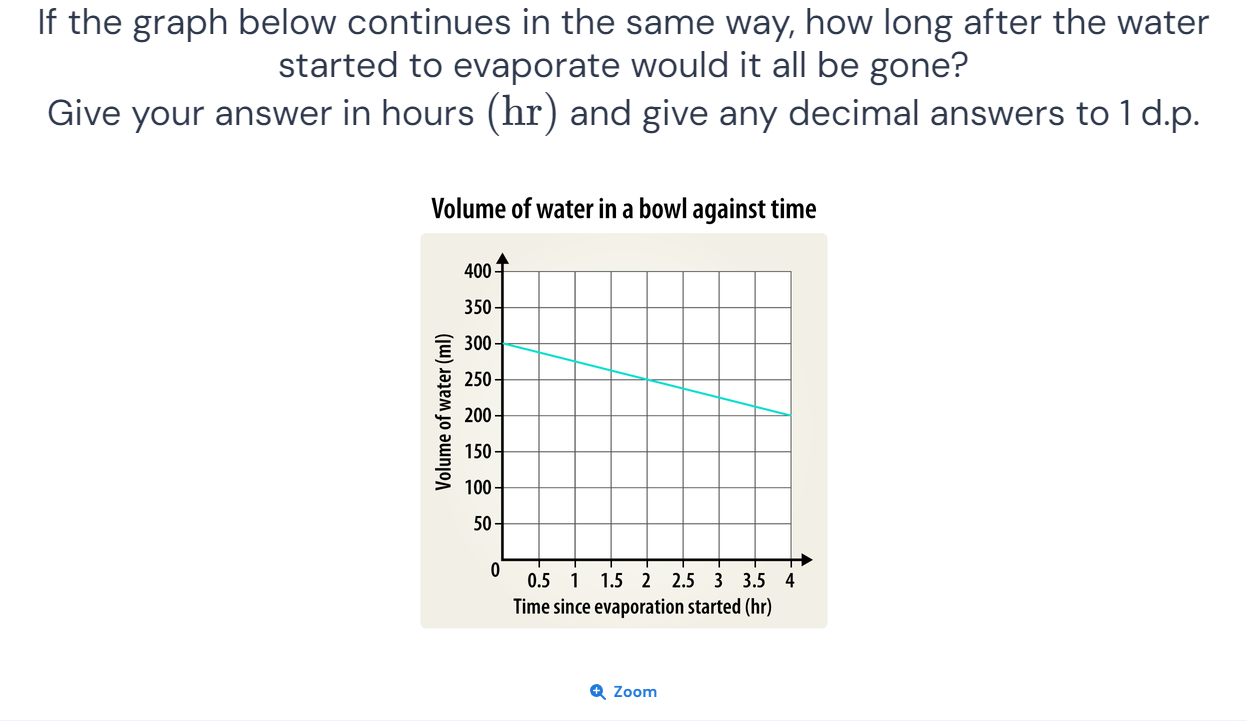 If the graph below continues in the same way, how long after the water
started to evaporate would it all be gone?
Give your answer in hours (hr) and give any decimal answers to 1 d.p.
Volume of water in a bowl against time
Volume of water (ml)
400
350
300
250
200
150
100
50
0
0.5 1 1.5 2 2.5 3 3.5 4
Time since evaporation started (hr)
Zoom